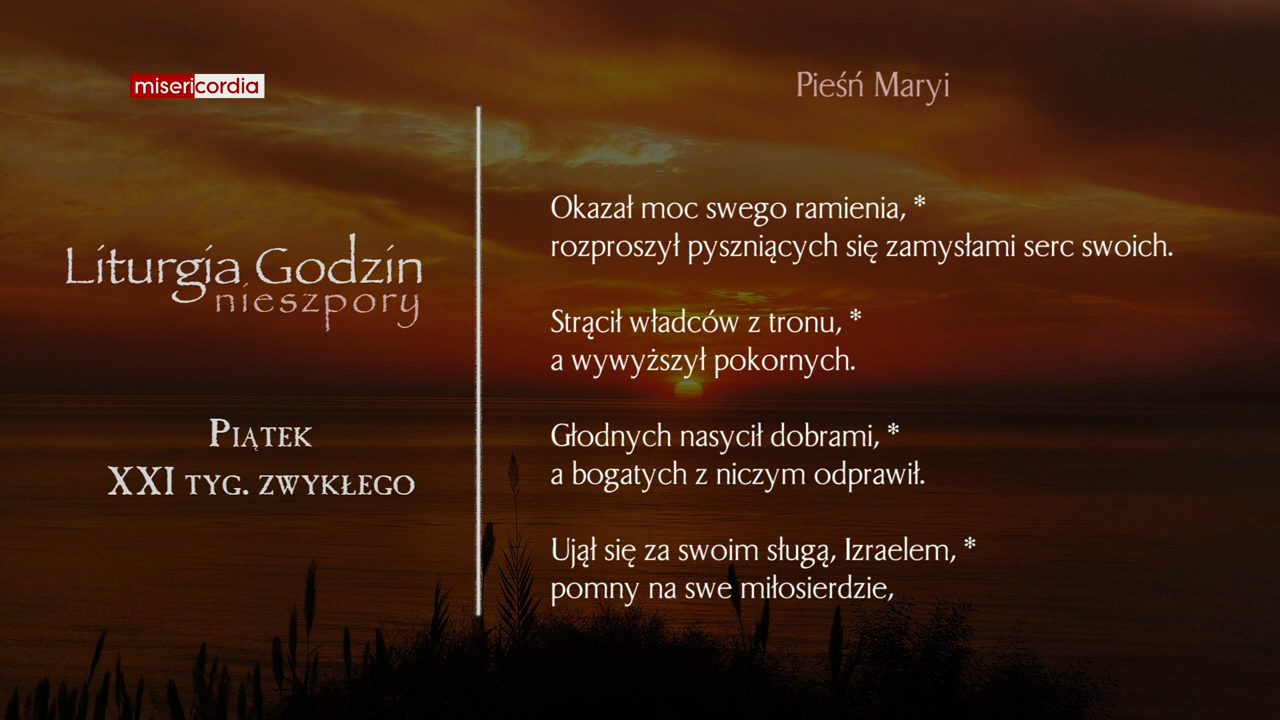 misericordia
Liturgia Godzin
nieszpory
Piątek
XXI tyg. zwykłego
Pieśń Maryi
Okazał moc swego ramienia, *
rozproszył pyszniących się zamysłami serc swoich.
Strącił władców z tronu, *
a wywyższył pokornych.
Głodnych nasycił dobrami, *
a bogatych z niczym odprawił.
Ujął się za swoim sługą, Izraelem, *
pomny na swe miłosierdzie,